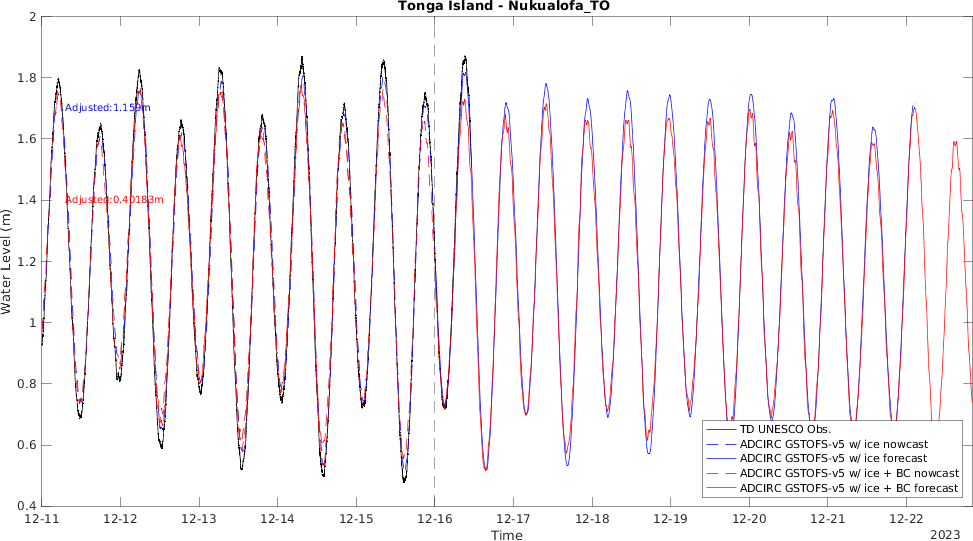 Tonga Island - Nukualofa_TO
2
1.8
1.6
1.4
1.2
1
0.8
0.6
0.4
Water Level (m)
Adjusted:1.159m
Adjusted:0.40183m
TD UNESCO Obs.
ADCIRC GSTOFS-v5 w/ ice nowcast
ADCIRC GSTOFS-v5 w/ ice forecast
ADCIRC GSTOFS-v5 w/ ice + BC nowcast
ADCIRC GSTOFS-v5 w/ ice + BC forecast
12-11 12-12 12-13 12-14 12-15 12-16 12-17 12-18 12-19 12-20 12-21 12-22
Time
2023